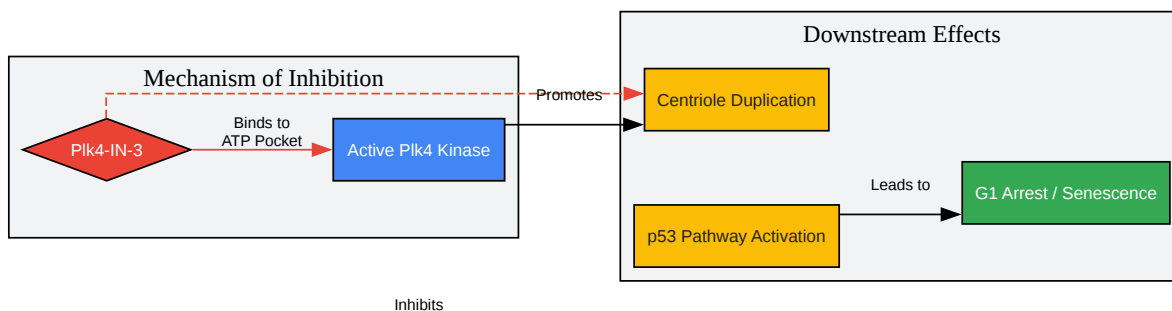 Downstream Effects
Mechanism of Inhibition
Promotes
Centriole Duplication
Binds to
ATP Pocket
Plk4-IN-3
Active Plk4 Kinase
Leads to
G1 Arrest / Senescence
p53 Pathway Activation
Inhibits